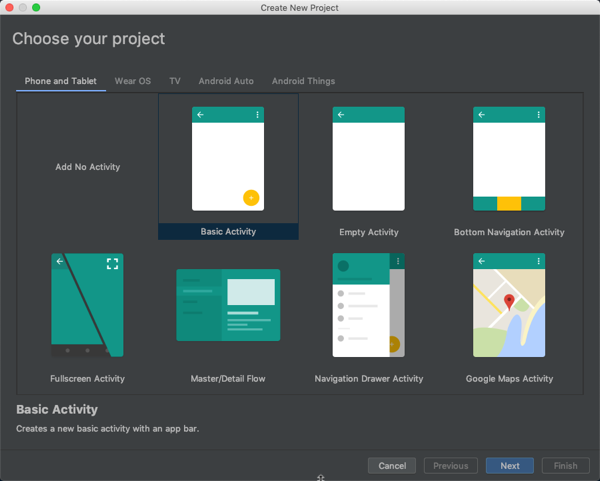 Create New Project
Choose your project
Phone and Tablet Wear OS TV Android Auto Android Things
Add No Activity
Basic Activity
Empty Activity
Bottom Navigation Activity
Fullscreen Activity
Master/Detail Flow
Navigation Drawer Activity
Google Maps Activity
Basic Activity
Creates a new basic activity with an app bar.
Cancel Previous Next Finish